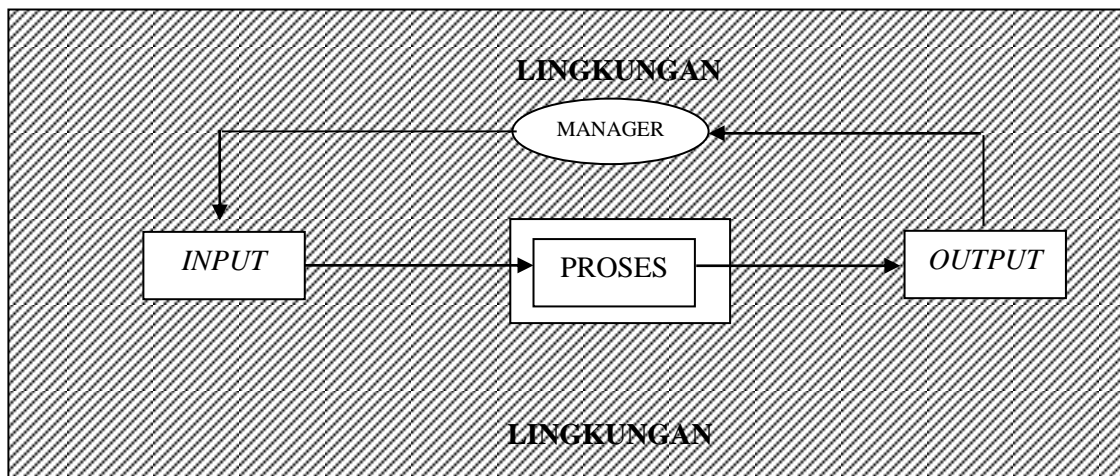 LINGKUNGAN
MANAGER
INPUT
PROSES
OUTPUT
LINGKUNGAN